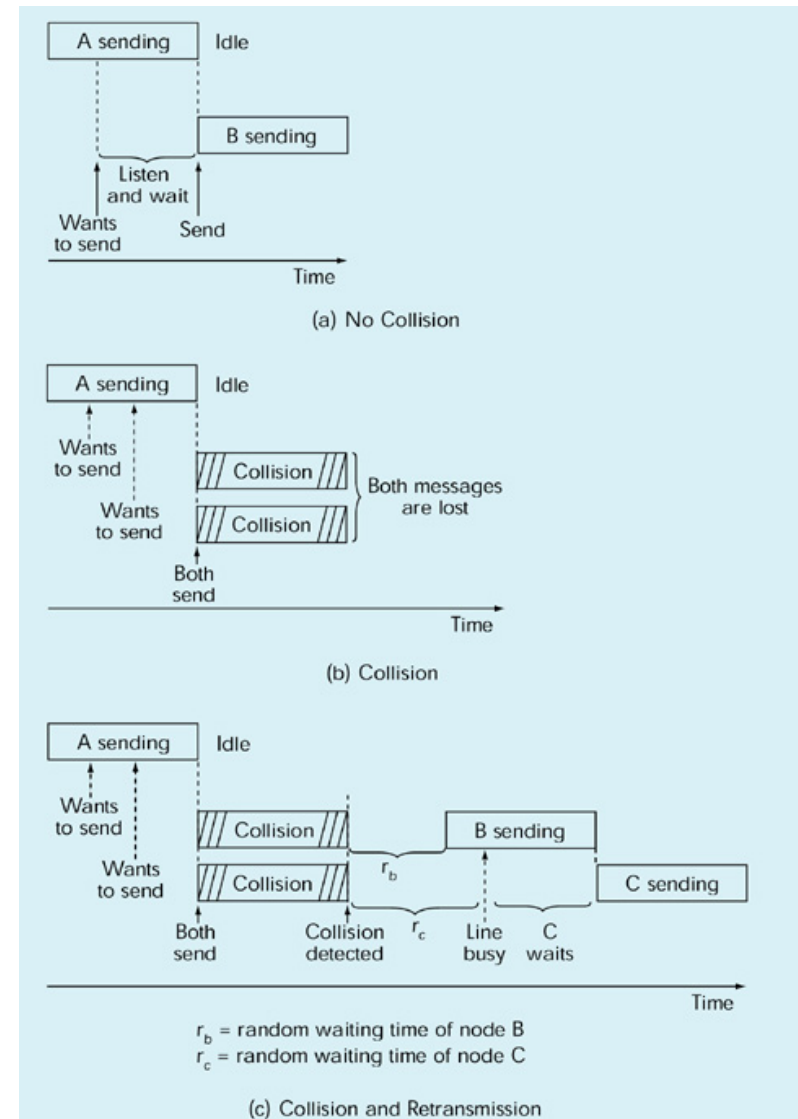 A sending Idle
B sending
Listen
and wait
Wants
to send
Send
Time
(a) No Collision
A sending Idle
Wants
to send
Wants
to send
Collision
Collision
Both messages
are lost
Both
send
Time
(b) Collision
A sending Idle
Wants
to send
Wants
to send
Collision
B sending
Collision
r_b
C sending
Both
send
Collision
detected
r_c
Line
busy
C
waits
Time
r_b = random waiting time of node B
r_c = random waiting time of node C
(c) Collision and Retransmission